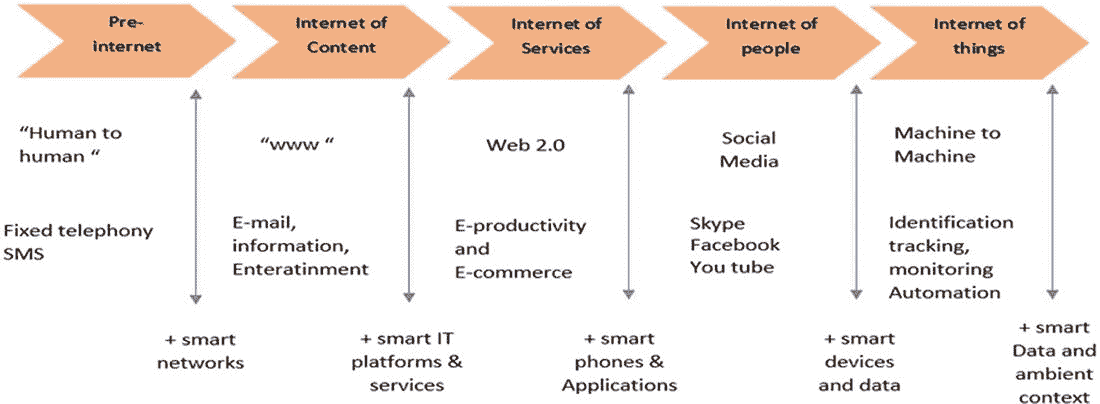 Pre-
internet
Internet of
Content
Internet of
Services
Internet of
people
Internet of
things
“Human to
human “
“www “
Web 2.0
Social
Media
Machine to
Machine
Fixed telephony
SMS
E-mail,
information,
Enteratinment
E-productivity
and
E-commerce
Skype
Facebook
You tube
Identification
tracking,
monitoring
Automation
+ smart
networks
+ smart IT
platforms &
services
+ smart
phones &
Applications
+ smart
devices
and data
+ smart
Data and
ambient
context